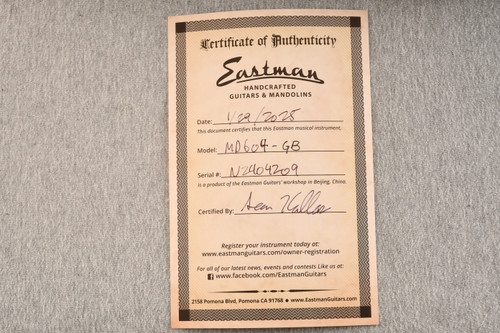 Certificate of Authenticity
Eastman
HANDCRAFTED
GUITARS & MANDOLINS
Date: 1/29/2025
This document certifies that this Eastman musical instrument,
Model: MD604-GB
Serial #: N2404209
is a product of the Eastman Guitars' workshop in Beijing, China.
Certified By: Sean
Register your instrument today at:
www.eastmanguitars.com/owner-registration
For all of our latest news, events and contests Like us at:
www.facebook.com/EastmanGuitars
2158 Pomona Blvd, Pomona CA 91768 ● www.EastmanGuitars.com